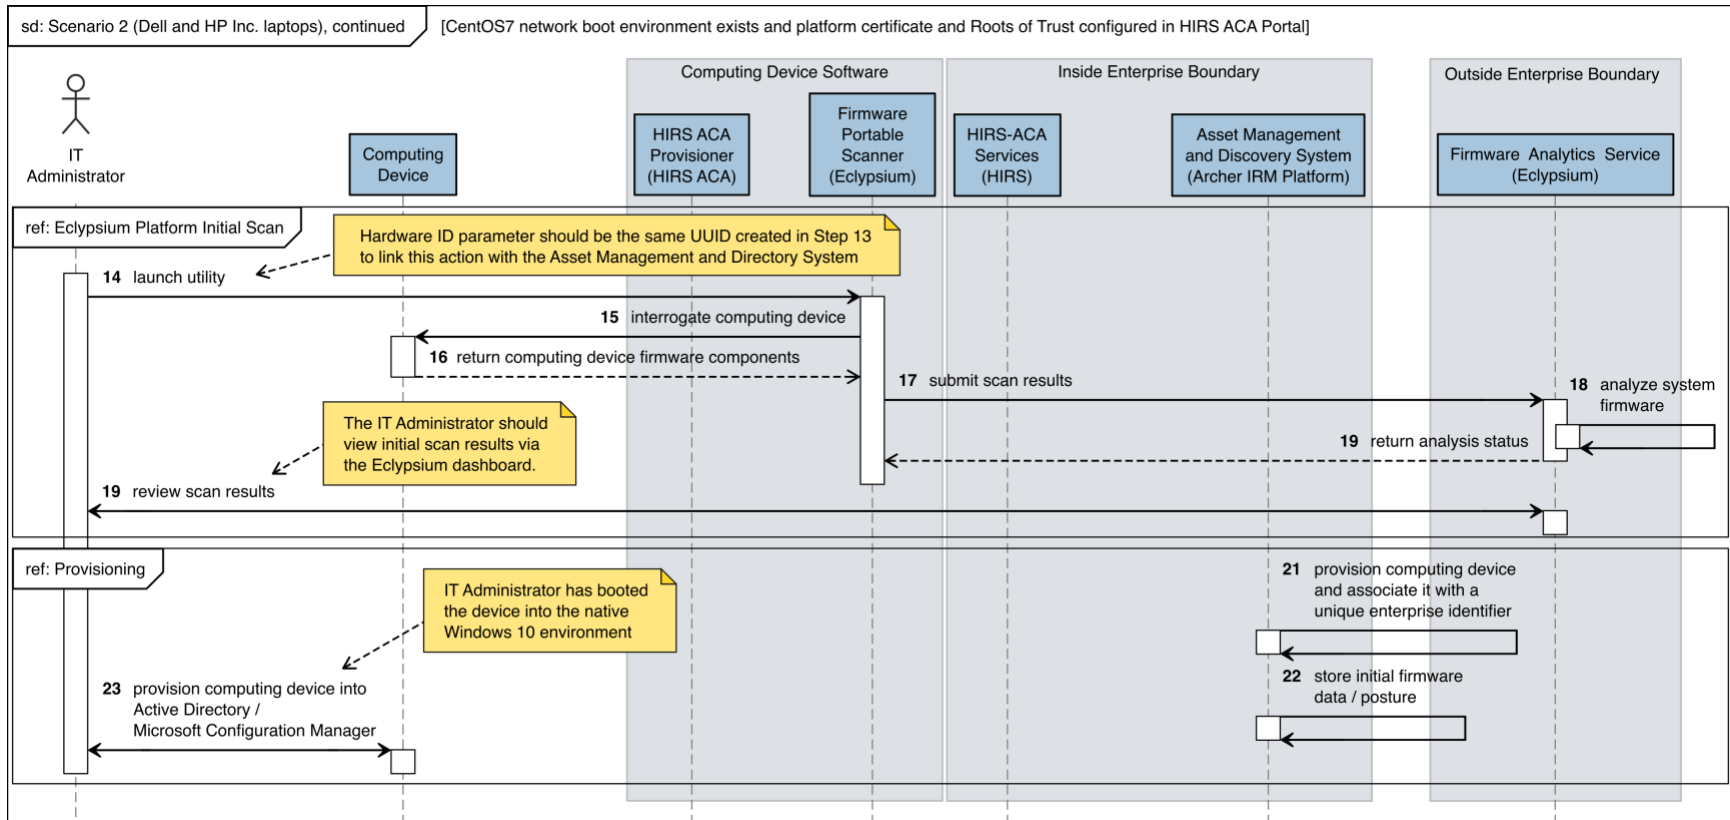 sd: Scenario 2 (Dell and HP Inc. laptops), continued
[CentOS7 network boot environment exists and platform certificate and Roots of Trust configured in HIRS ACA Portal]
Computing Device Software
Inside Enterprise Boundary
Outside Enterprise Boundary
IT
Administrator
Computing
Device
HIRS ACA
Provisioner
(HIRS ACA)
Firmware
Portable
Scanner
(Eclypsium)
HIRS-ACA
Services
(HIRS)
Asset Management
and Discovery System
(Archer IRM Platform)
Firmware Analytics Service
(Eclypsium)
ref: Eclypsium Platform Initial Scan
Hardware ID parameter should be the same UUID created in Step 13
to link this action with the Asset Management and Directory System
14 launch utility
15 interrogate computing device
16 return computing device firmware components
17 submit scan results
18 analyze system
firmware
The IT Administrator should
view initial scan results via
the Eclypsium dashboard.
19 return analysis status
19 review scan results
ref: Provisioning
IT Administrator has booted
the device into the native
Windows 10 environment
21 provision computing device
and associate it with a
unique enterprise identifier
22 store initial firmware
data / posture
23 provision computing device into
Active Directory /
Microsoft Configuration Manager